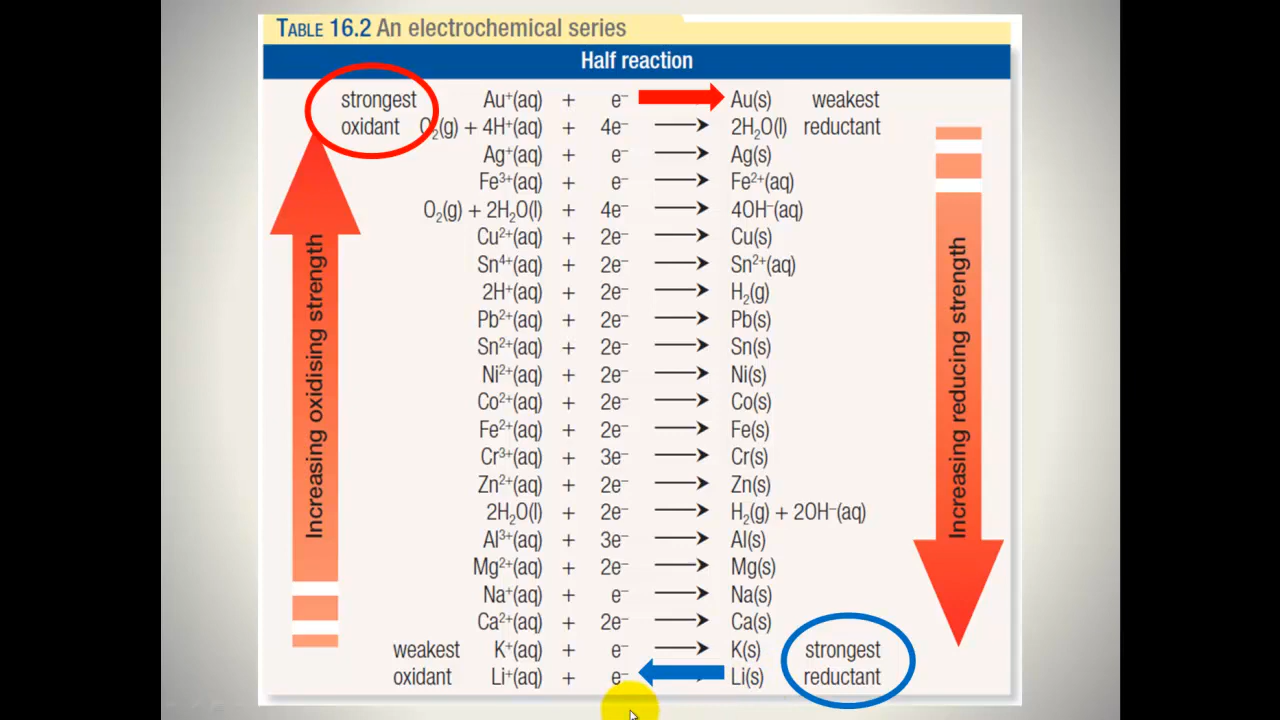 TABLE 16.2 An electrochemical series
Half reaction
strongest Au⁺(aq) + e⁻ Au(s) weakest
oxidant O₂(g) + 4H⁺(aq) + 4e⁻ ⟶ 2H₂O(l) reductant
Ag⁺(aq) + e⁻ ⟶ Ag(s)
Fe³⁺(aq) + e⁻ ⟶ Fe²⁺(aq)
O₂(g) + 2H₂O(l) + 4e⁻ ⟶ 4OH⁻(aq)
Cu²⁺(aq) + 2e⁻ ⟶ Cu(s)
Sn⁴⁺(aq) + 2e⁻ ⟶ Sn²⁺(aq)
2H⁺(aq) + 2e⁻ ⟶ H₂(g)
Pb²⁺(aq) + 2e⁻ ⟶ Pb(s)
Sn²⁺(aq) + 2e⁻ ⟶ Sn(s)
Ni²⁺(aq) + 2e⁻ ⟶ Ni(s)
Co²⁺(aq) + 2e⁻ ⟶ Co(s)
Fe²⁺(aq) + 2e⁻ ⟶ Fe(s)
Cr³⁺(aq) + 3e⁻ ⟶ Cr(s)
Zn²⁺(aq) + 2e⁻ ⟶ Zn(s)
2H₂O(l) + 2e⁻ ⟶ H₂(g) + 2OH⁻(aq)
Al³⁺(aq) + 3e⁻ ⟶ Al(s)
Mg²⁺(aq) + 2e⁻ ⟶ Mg(s)
Na⁺(aq) + e⁻ ⟶ Na(s)
Ca²⁺(aq) + 2e⁻ ⟶ Ca(s)
weakest K⁺(aq) + e⁻ ⟶ K(s) strongest
oxidant Li⁺(aq) + e⁻ Li(s) reductant
Increasing oxidising strength
Increasing reducing strength